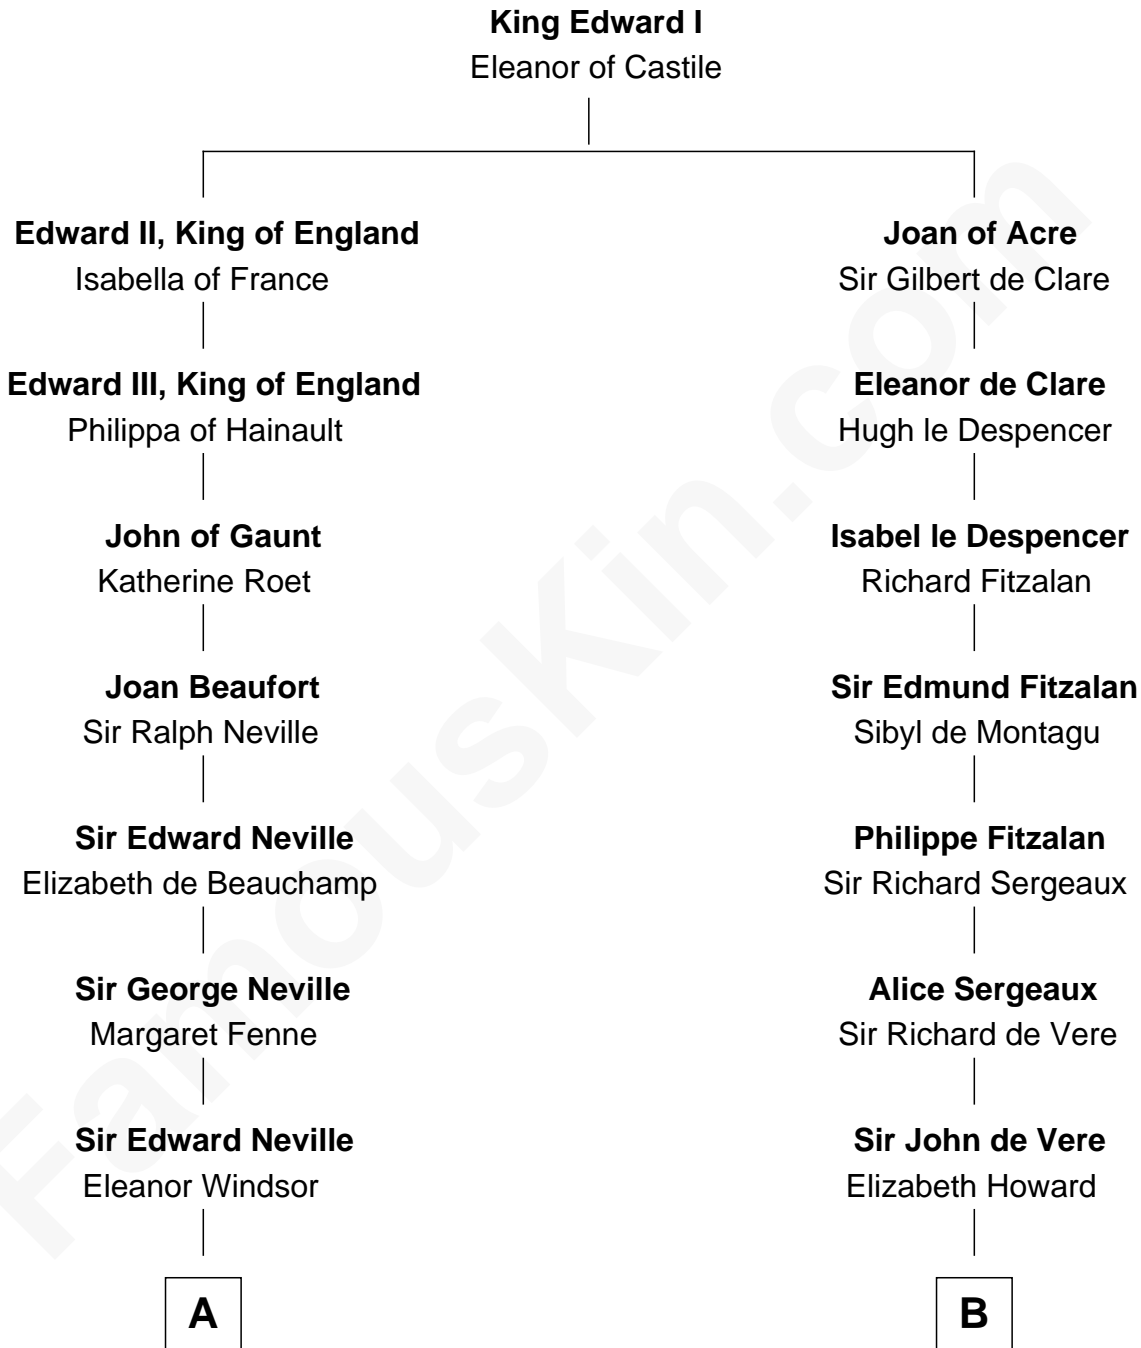 King Edward I
Eleanor of Castile
Edward II, King of England
Isabella of France
Edward III, King of England
Philippa of Hainault
John of Gaunt
Katherine Roet
Joan Beaufort
Sir Ralph Neville
Sir Edward Neville
Elizabeth de Beauchamp
Sir George Neville
Margaret Fenne
Sir Edward Neville
Eleanor Windsor
A
Joan of Acre
Sir Gilbert de Clare
Eleanor de Clare
Hugh le Despencer
Isabel le Despencer
Richard Fitzalan
Sir Edmund Fitzalan
Sibyl de Montagu
Philippe Fitzalan
Sir Richard Sergeaux
Alice Sergeaux
Sir Richard de Vere
Sir John de Vere
Elizabeth Howard
B
FamousKin.com